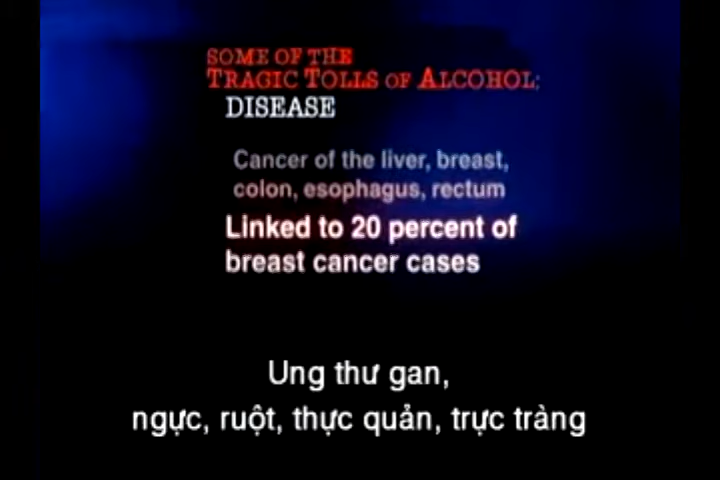 SOME OF THE
TRAGIC TOLLS OF ALCOHOL:
DISEASE
Cancer of the liver, breast,
colon, esophagus, rectum
Linked to 20 percent of
breast cancer cases
Ung thư gan,
ngực, ruột, thực quản, trực tràng